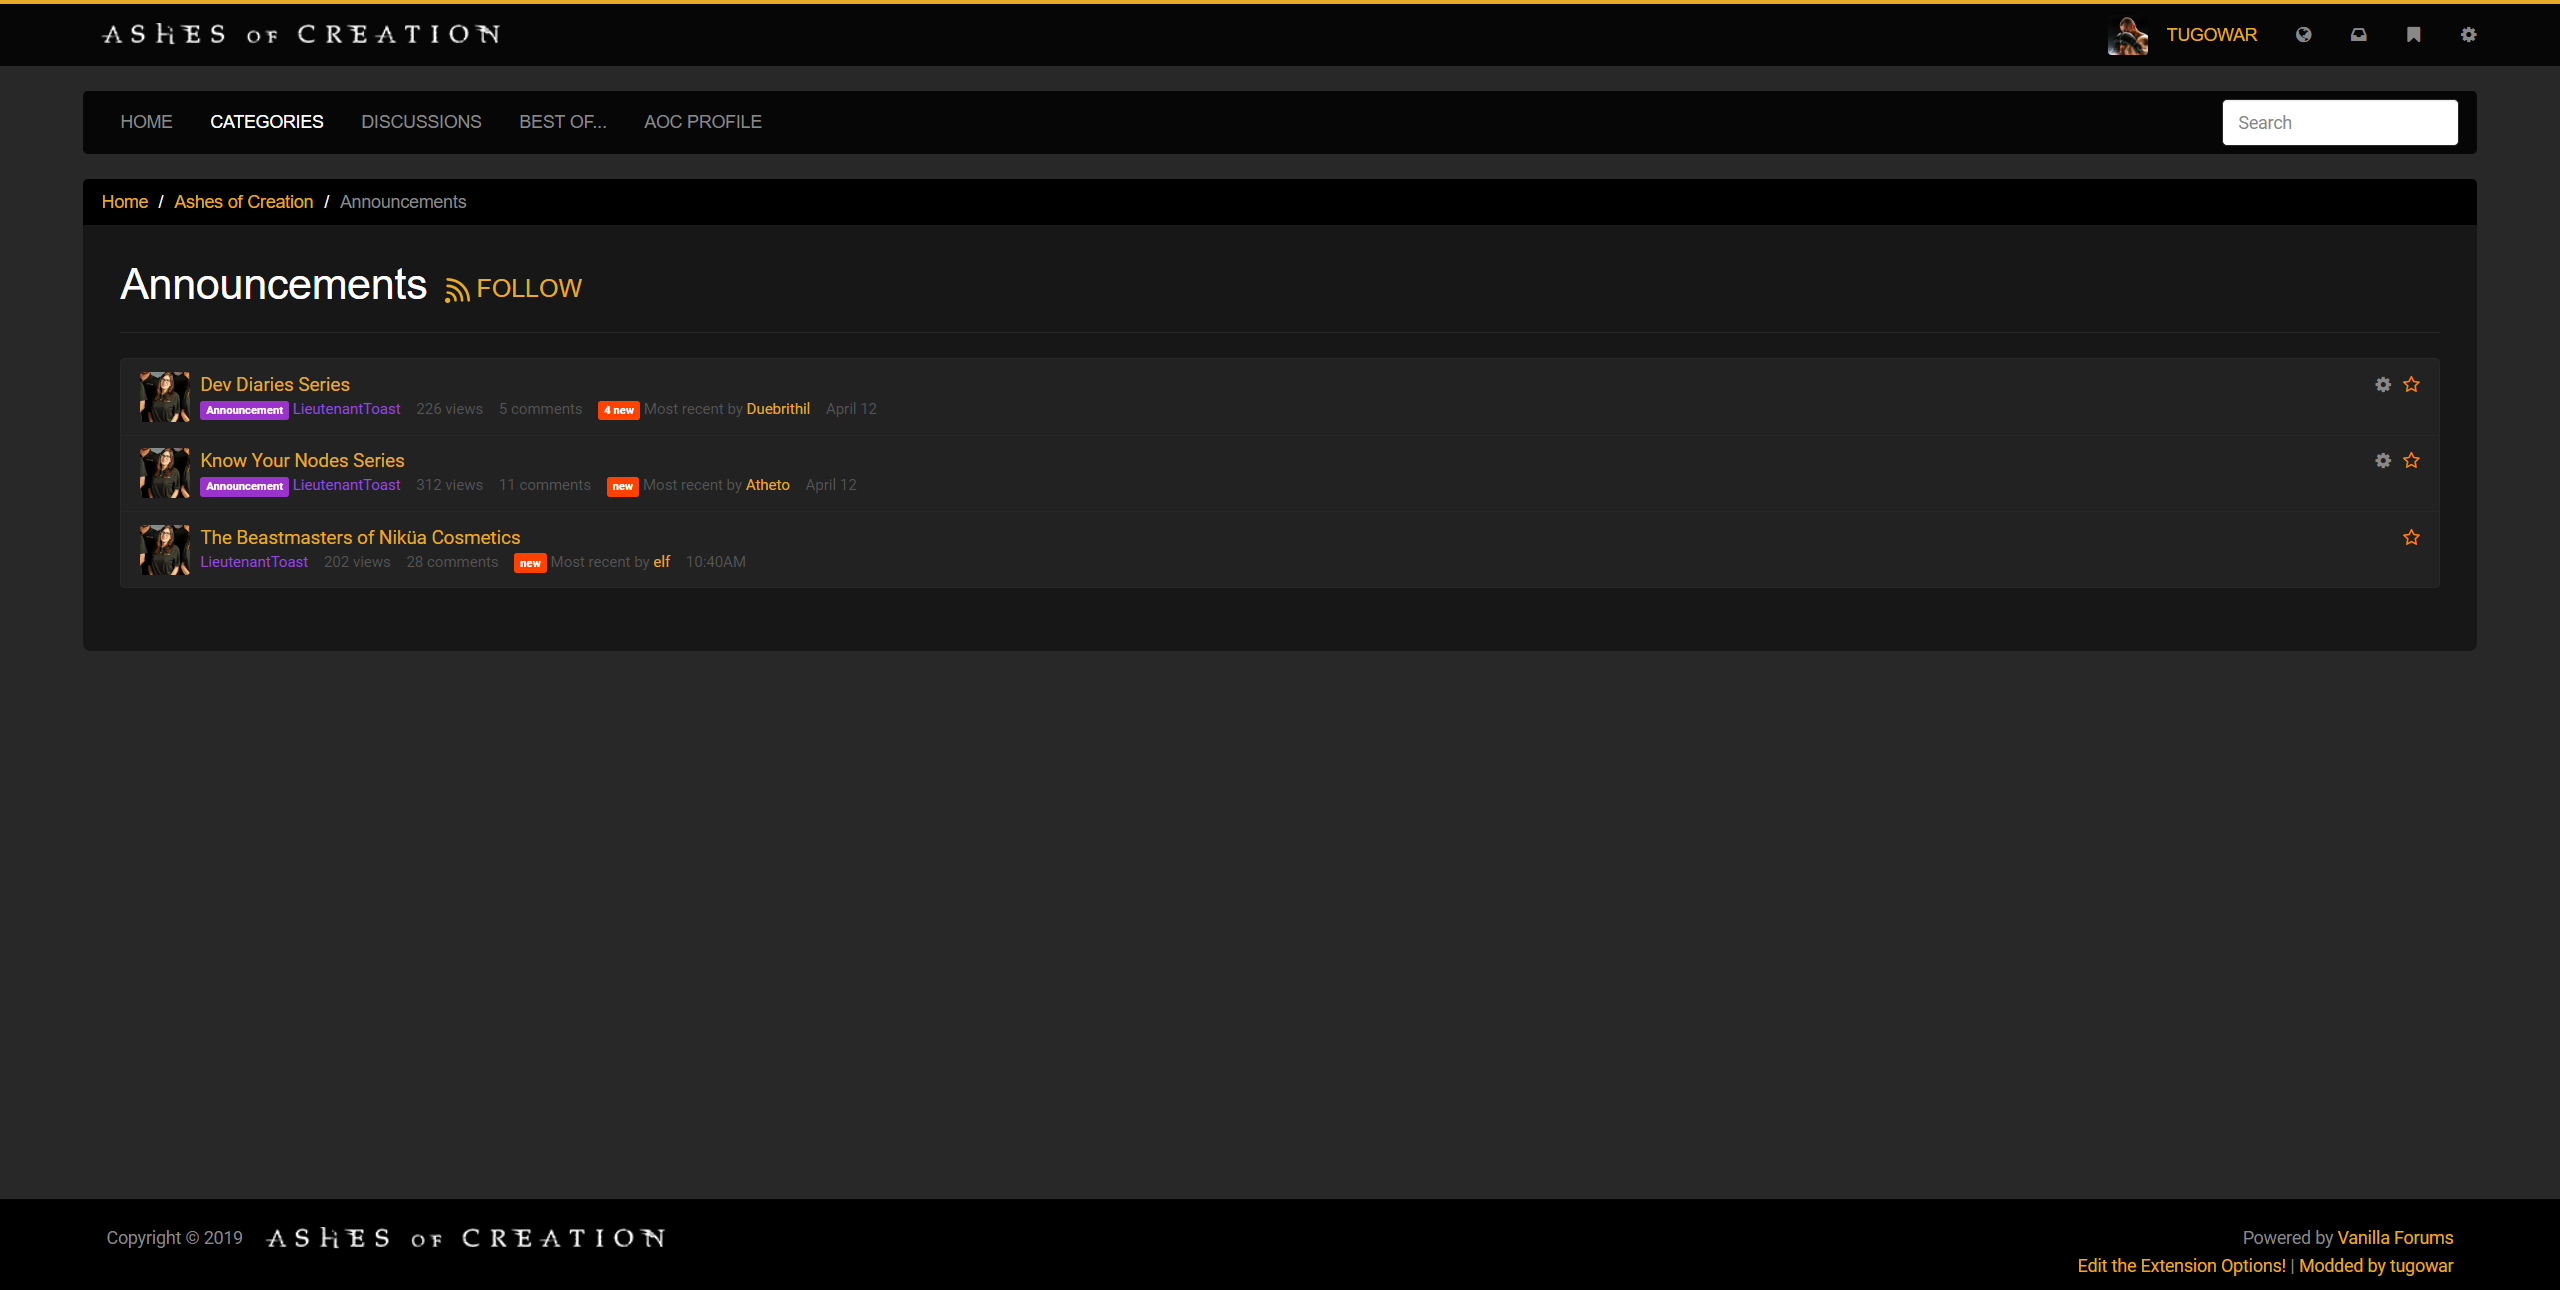 ASHES OF CREATION
TUGOWAR
HOME CATEGORIES DISCUSSIONS BEST OF... AOC PROFILE Search
Home / Ashes of Creation / Announcements
Announcements FOLLOW
Dev Diaries Series
Announcement LieutenantToast 226 views 5 comments 4 new Most recent by Duebrithil April 12
Know Your Nodes Series
Announcement LieutenantToast 312 views 11 comments new Most recent by Atheto April 12
The Beastmasters of Niküa Cosmetics
LieutenantToast 202 views 28 comments new Most recent by elf 10:40AM
Copyright © 2019 ASHES OF CREATION
Powered by Vanilla Forums
Edit the Extension Options! | Modded by tugowar